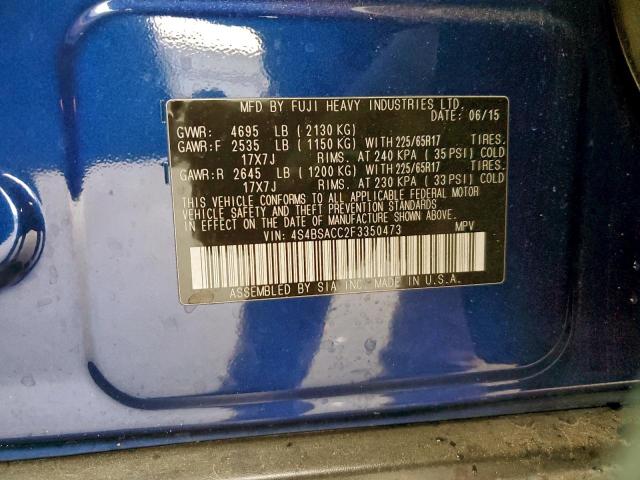 MFD BY FUJI HEAVY INDUSTRIES LTD.
DATE: 06/15
GVWR: 4695 LB (2130 KG)
GAWR:F 2535 LB (1150 KG) WITH 225/65R17 TIRES.
17X7J RIMS. AT 240 KPA (35 PSI) COLD
GAWR:R 2645 LB (1200 KG) WITH 225/65R17 TIRES.
17X7J RIMS. AT 230 KPA (33 PSI) COLD
THIS VEHICLE CONFORMS TO ALL APPLICABLE FEDERAL MOTOR
VEHICLE SAFETY AND THEFT PREVENTION STANDARDS
IN EFFECT ON THE DATE OF MANUFACTURE SHOWN ABOVE.
VIN: 4S4BSACC2F3350473 MPV
ASSEMBLED BY SIA INC. MADE IN U.S.A.